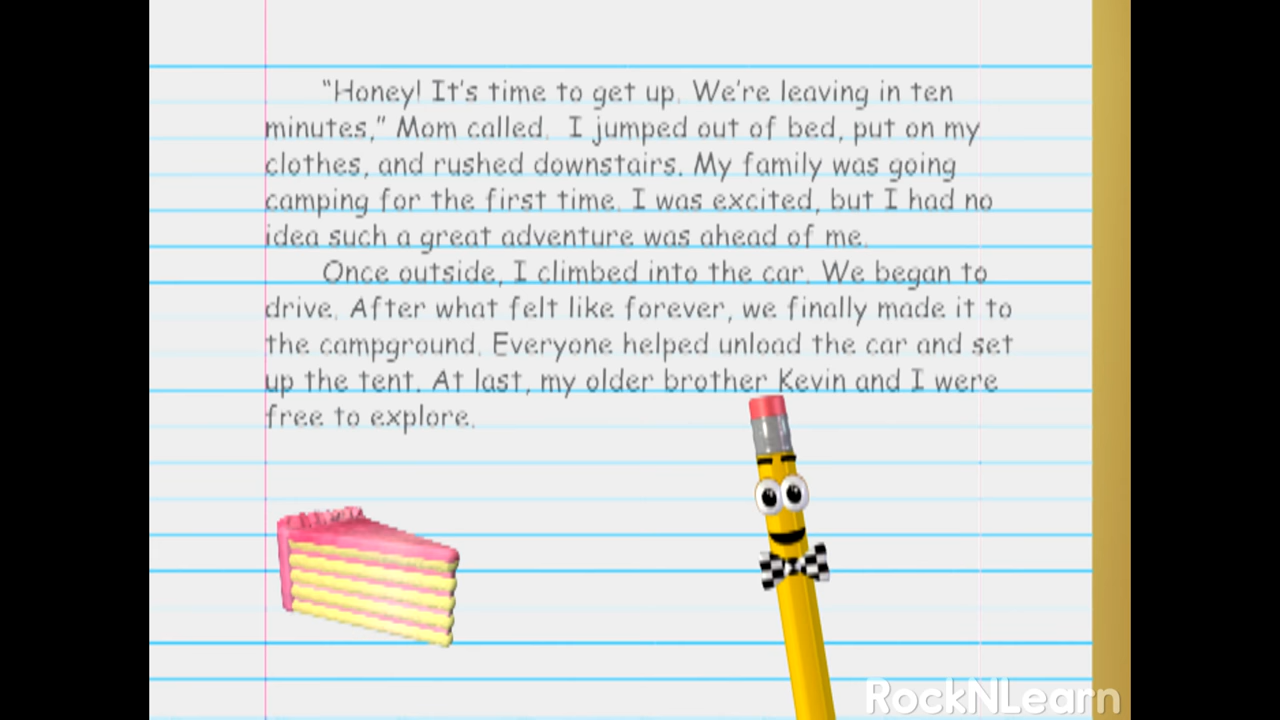 “Honey! It’s time to get up. We’re leaving in ten
minutes,” Mom called. I jumped out of bed, put on my
clothes, and rushed downstairs. My family was going
camping for the first time. I was excited, but I had no
idea such a great adventure was ahead of me.
Once outside, I climbed into the car. We began to
drive. After what felt like forever, we finally made it to
the campground. Everyone helped unload the car and set
up the tent. At last, my older brother Kevin and I were
free to explore.
RockNLearn